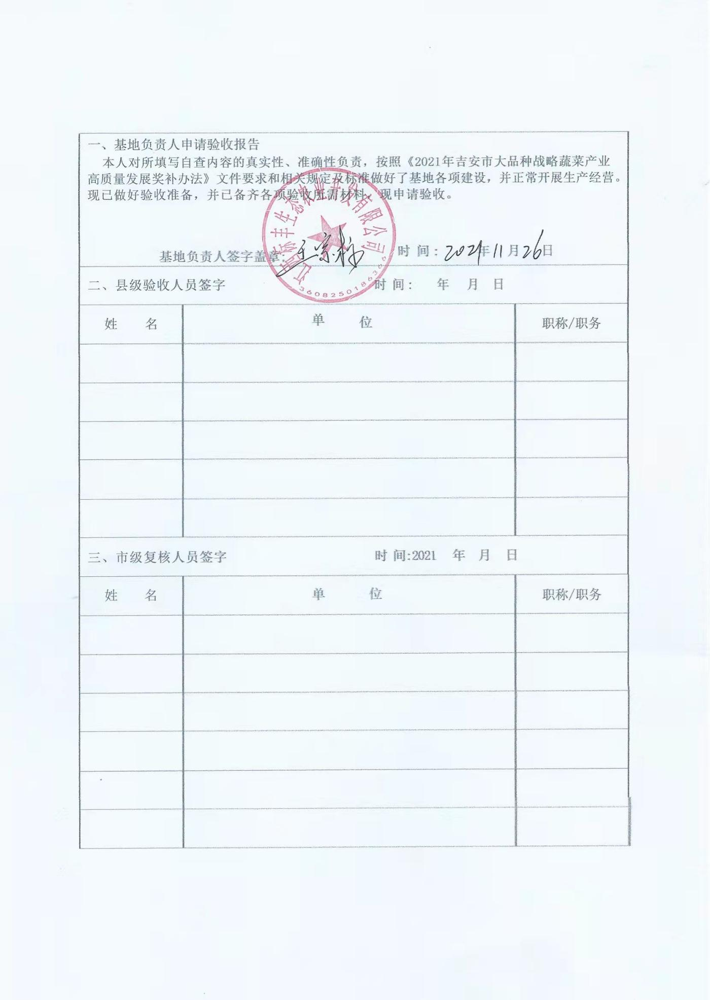 一、基地负责人申请验收报告
本人对所填写自查内容的真实性、准确性负责，按照《2021年吉安市大品种战略蔬菜产业
高质量发展奖补办法》文件要求和相关规定及标准做好了基地各项建设，并正常开展生产经营。
现已做好验收准备，并已备齐各项验收所需材料，现申请验收。
江西标丰生态农业开发有限公司
3608250186366
基地负责人签字盖章： 时 间：2021年11月26日
二、县级验收人员签字 时 间： 年 月 日
姓 名 单 位 职称/职务
三、市级复核人员签字 时 间:2021 年 月 日
姓 名 单 位 职称/职务